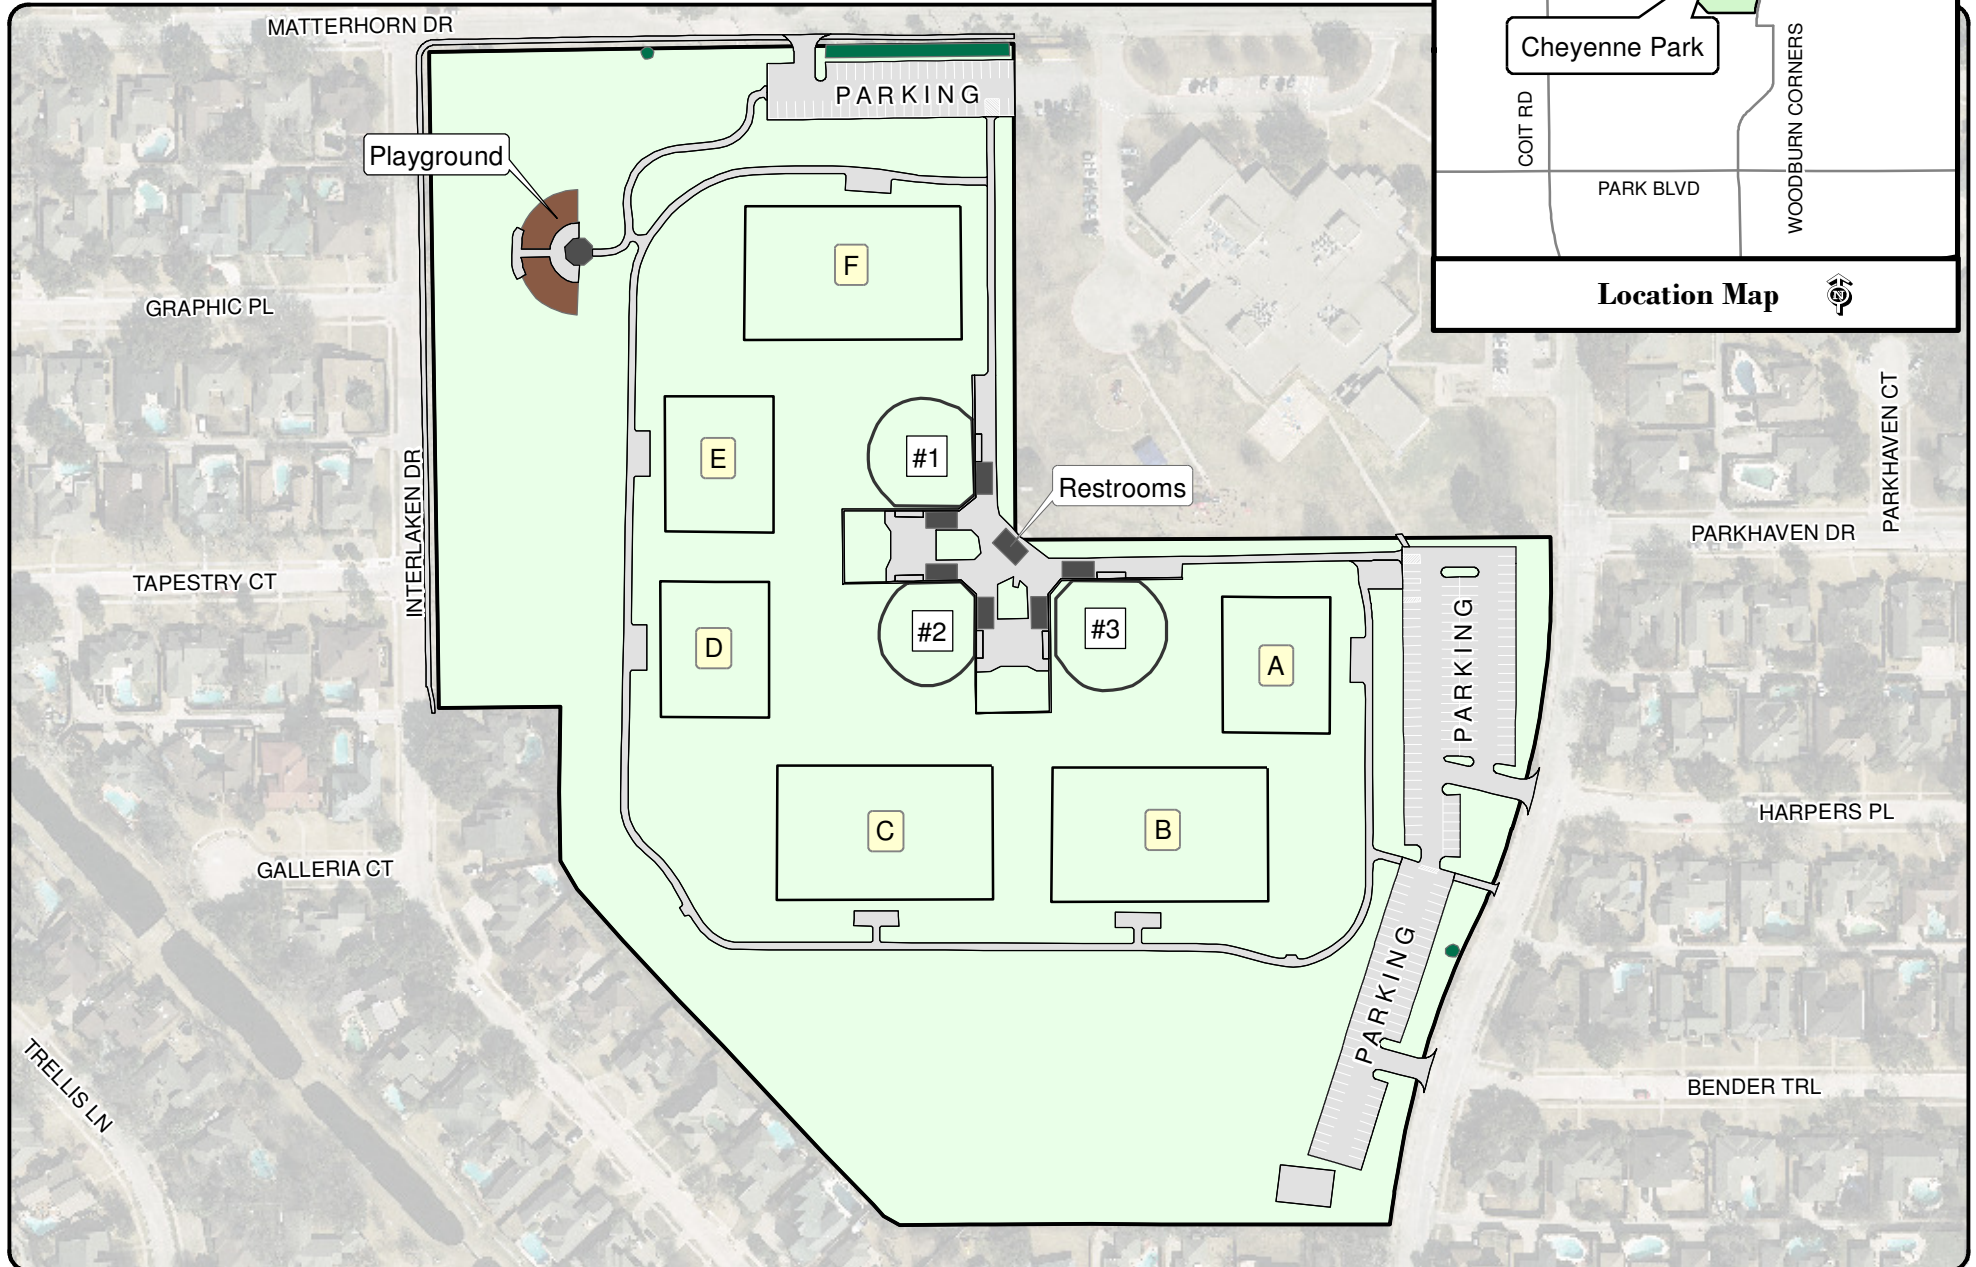 MATTERHORN DR
Cheyenne Park
COIT RD
WOODBURN CORNERS
PARK BLVD
Location Map
N
PARKING
Playground
F
GRAPHIC PL
E
#1
Restrooms
INTERLAKEN DR
PARKHAVEN CT
PARKHAVEN DR
TAPESTRY CT
D
#2
#3
A
PARKING
C
B
HARPERS PL
GALLERIA CT
PARKING
TRELLIS LN
BENDER TRL